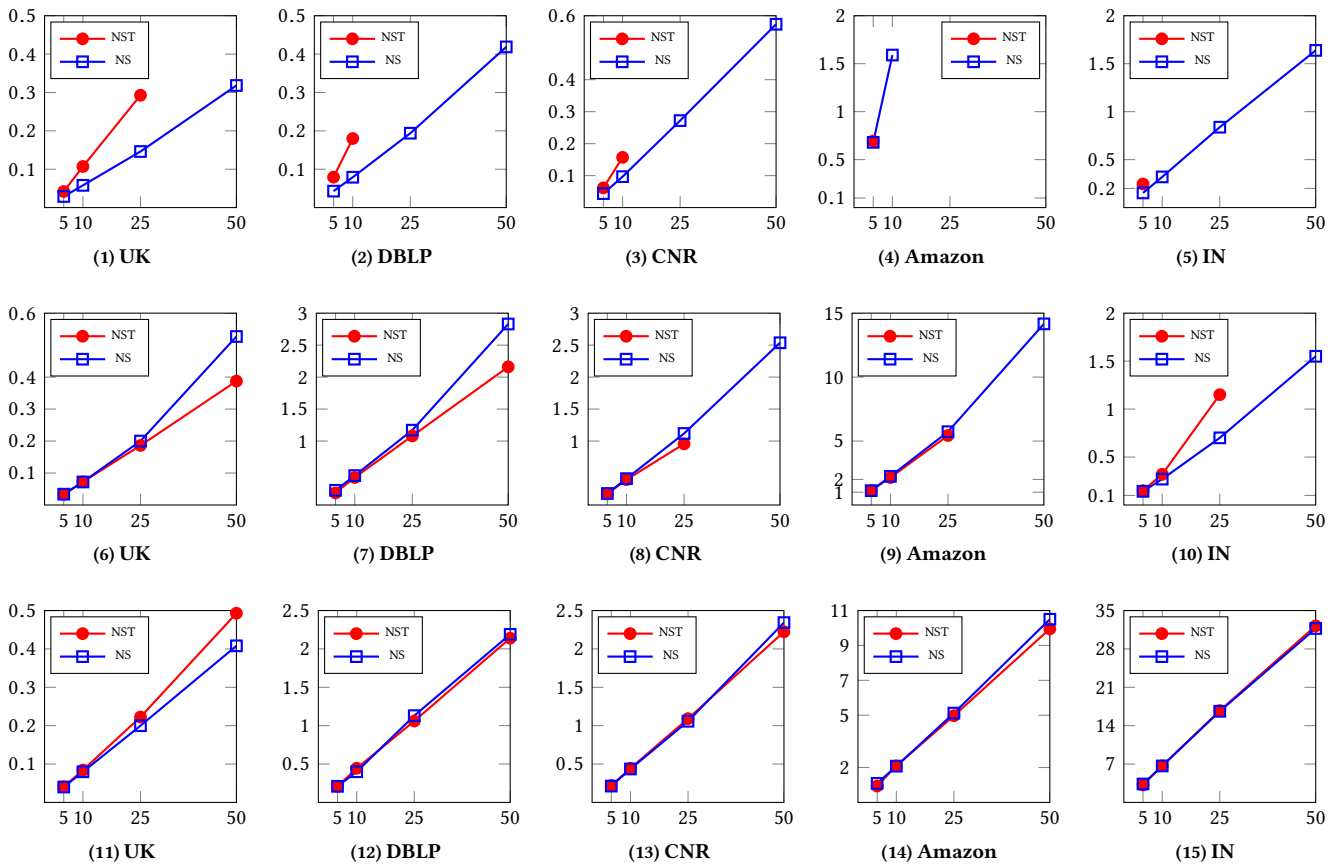 0.5 0.5 0.6 2 2
NST NST NST NST NST
NS NS NS NS NS
0.4 0.4 0.4 1.5 1.5
0.3 0.3 0.3 1 1
0.2 0.2 0.2 0.5 0.5
0.1 0.1 0.1 0.1 0.2
5 10 25 50 5 10 25 50 5 10 25 50 5 10 25 50 5 10 25 50
(1) UK (2) DBLP (3) CNR (4) Amazon (5) IN
0.6 3 3 15 2
NST NST NST NST NST
NS NS NS NS NS
0.4 2.5 2 10 1.5
0.3 2 1.5 5 1
0.2 1.5 1 2 0.5
0.1 1 1 0.1
5 10 25 50 5 10 25 50 5 10 25 50 5 10 25 50 5 10 25 50
(6) UK (7) DBLP (8) CNR (9) Amazon (10) IN
0.5 2.5 2.5 11 35
NST NST NST NST NST
NS NS NS NS NS
0.4 2 2 9 28
0.3 1.5 1.5 7 21
0.2 1 1 5 14
0.1 0.5 0.5 2 7
5 10 25 50 5 10 25 50 5 10 25 50 5 10 25 50 5 10 25 50
(11) UK (12) DBLP (13) CNR (14) Amazon (15) IN